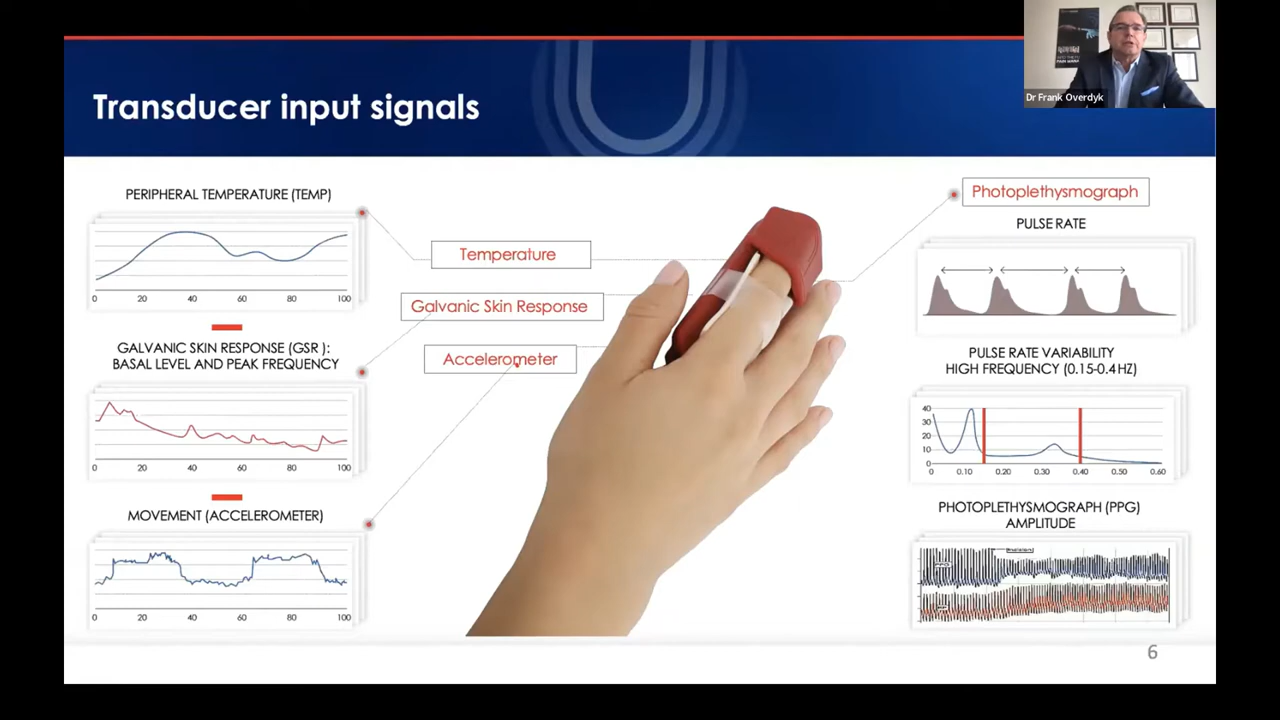 Dr Frank Overdyk
Transducer input signals
PERIPHERAL TEMPERATURE (TEMP)
0 20 40 60 80 100
GALVANIC SKIN RESPONSE (GSR ):
BASAL LEVEL AND PEAK FREQUENCY
0 20 40 60 80 100
MOVEMENT (ACCELEROMETER)
0 20 40 60 80 100
Temperature
Galvanic Skin Response
Accelerometer
Photoplethysmograph
PULSE RATE
PULSE RATE VARIABILITY
HIGH FREQUENCY (0.15-0.4 HZ)
40
30
20
10
0
0 0.10 0.20 0.30 0.40 0.50 0.60
PHOTOPLETHYSMOGRAPH (PPG)
AMPLITUDE
PPG
6